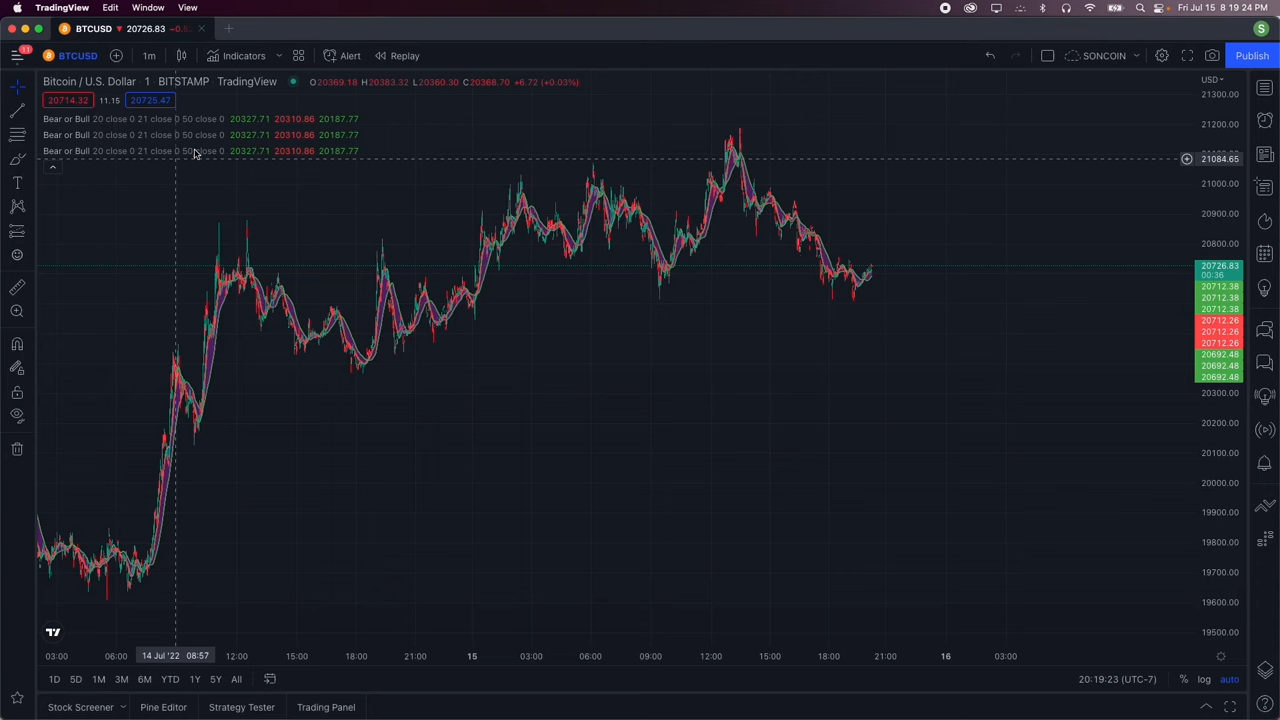 TradingView Edit Window View Fri Jul 15 8:19:24 PM
BTCUSD ▼ 20726.83 S
11 BTCUSD 1m Indicators Alert Replay SONCOIN Publish
Bitcoin / U.S. Dollar 1 BITSTAMP TradingView O20369.18 H20383.32 L20360.30 C20368.70 +6.72 (+0.03%)
USD
20714.32 11.15 20725.47
Bear or Bull 20 close 0 21 close 0 50 close 0 20327.71 20310.86 20187.77
Bear or Bull 20 close 0 21 close 0 50 close 0 20327.71 20310.86 20187.77
Bear or Bull 20 close 0 21 close 0 50 close 0 20327.71 20310.86 20187.77
21300.00
21200.00
21084.65
21000.00
20900.00
20800.00
20726.83
00:36
20712.38
20712.38
20712.38
20712.26
20712.26
20712.26
20692.48
20692.48
20692.48
20300.00
20200.00
20100.00
20000.00
19900.00
19800.00
19700.00
19600.00
19500.00
03:00 06:00 14 Jul '22 08:57 12:00 15:00 18:00 21:00 15 03:00 06:00 09:00 12:00 15:00 18:00 21:00 16 03:00
1D 5D 1M 3M 6M YTD 1Y 5Y All 20:19:23 (UTC-7) % log auto
Stock Screener Pine Editor Strategy Tester Trading Panel